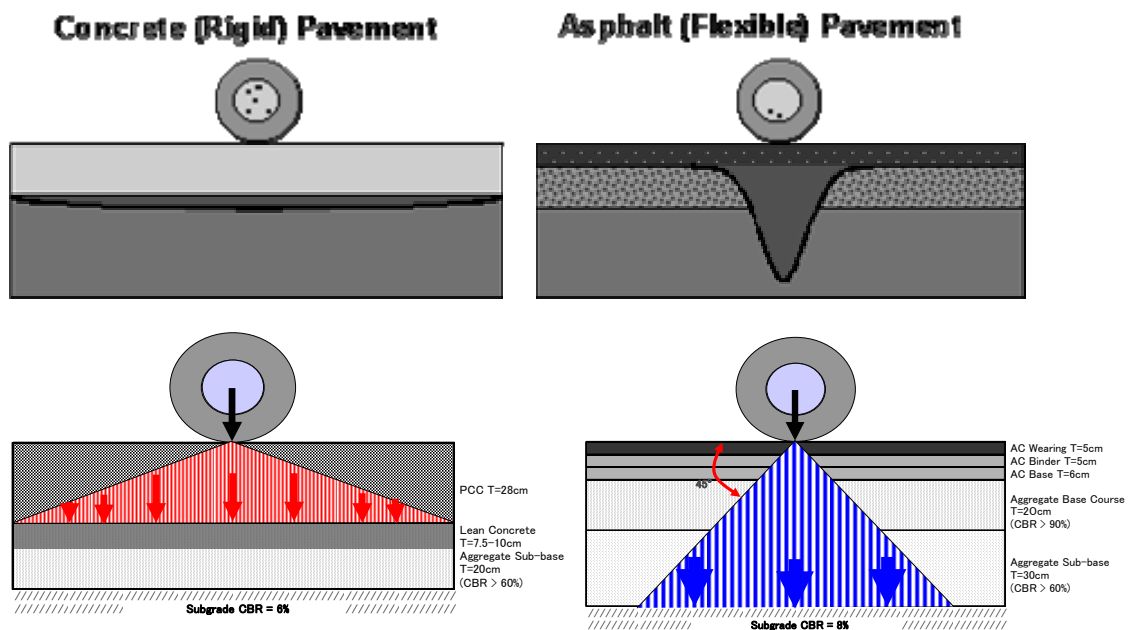 Concrete (Rigid) Pavement
Asphalt (Flexible) Pavement
PCC T=28cm
Lean Concrete
T=7.5-10cm
Aggregate Sub-base
T=20cm
(CBR > 60%)
Subgrade CBR = 6%
45°
AC Wearing T=5cm
AC Binder T=5cm
AC Base T=6cm
Aggregate Base Course
T=20cm
(CBR > 90%)
Aggregate Sub-base
T=30cm
(CBR > 60%)
Subgrade CBR = 8%